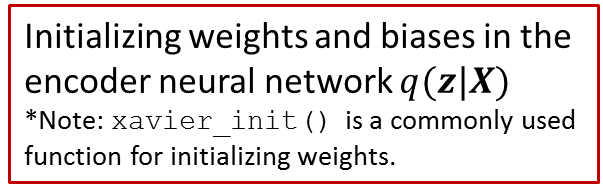 Initializing weights and biases in the
encoder neural network q(z|X)
*Note: xavier_init() is a commonly used
function for initializing weights.